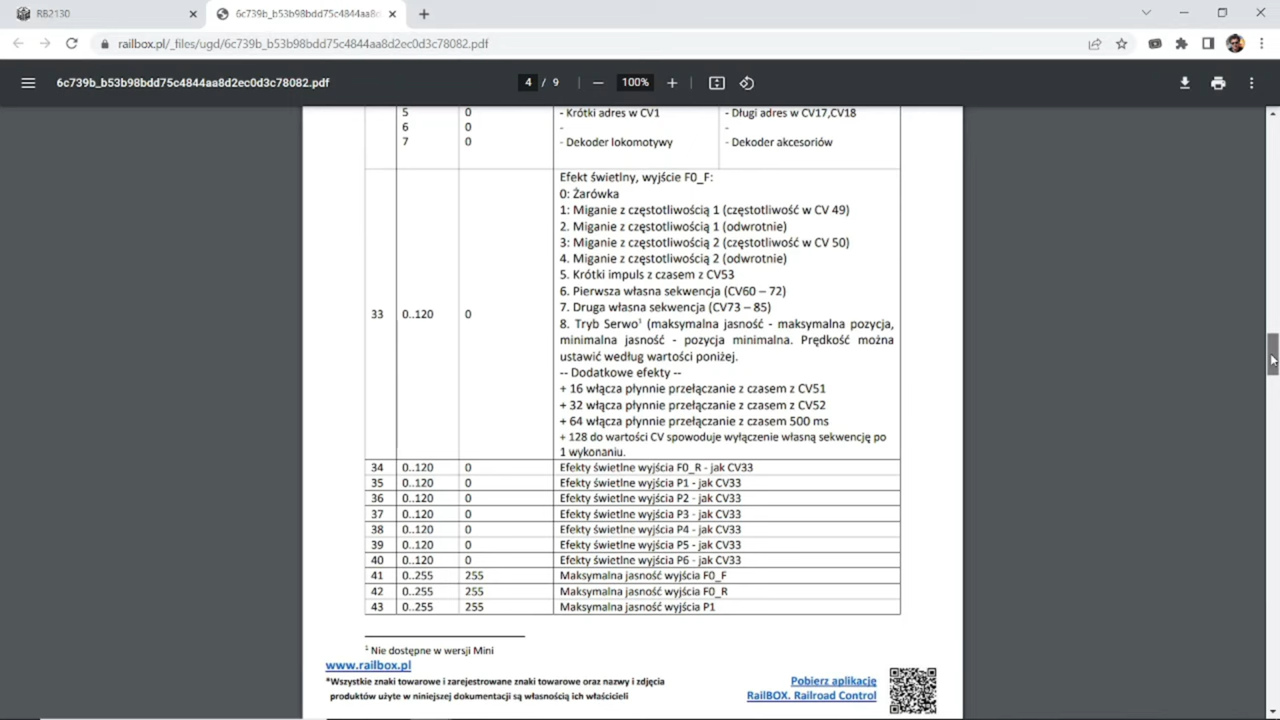 RB2130
6c739b_b53b98bdd75c4844aa8d
railbox.pl/_files/ugd/6c739b_b53b98bdd75c4844aa8d2ec0d3c78082.pdf
6c739b_b53b98bdd75c4844aa8d2ec0d3c78082.pdf
4 / 9
100%
5 0 - Krótki adres w CV1 - Długi adres w CV17,CV18
6 0 - -
7 0 - Dekoder lokomotywy - Dekoder akcesoriów
Efekt świetlny, wyjście F0_F:
0: Żarówka
1: Miganie z częstotliwością 1 (częstotliwość w CV 49)
2. Miganie z częstotliwością 1 (odwrotnie)
3: Miganie z częstotliwością 2 (częstotliwość w CV 50)
4. Miganie z częstotliwością 2 (odwrotnie)
5. Krótki impuls z czasem z CV53
6. Pierwsza własna sekwencja (CV60 – 72)
7. Druga własna sekwencja (CV73 – 85)
33 0..120 0
8. Tryb Serwo¹ (maksymalna jasność - maksymalna pozycja,
minimalna jasność - pozycja minimalna. Prędkość można
ustawić według wartości poniżej.
-- Dodatkowe efekty --
+ 16 włącza płynnie przełączanie z czasem z CV51
+ 32 włącza płynnie przełączanie z czasem z CV52
+ 64 włącza płynnie przełączanie z czasem 500 ms
+ 128 do wartości CV spowoduje wyłączenie własną sekwencję po
1 wykonaniu.
34 0..120 0 Efekty świetlne wyjścia F0_R - jak CV33
35 0..120 0 Efekty świetlne wyjścia P1 - jak CV33
36 0..120 0 Efekty świetlne wyjścia P2 - jak CV33
37 0..120 0 Efekty świetlne wyjścia P3 - jak CV33
38 0..120 0 Efekty świetlne wyjścia P4 - jak CV33
39 0..120 0 Efekty świetlne wyjścia P5 - jak CV33
40 0..120 0 Efekty świetlne wyjścia P6 - jak CV33
41 0..255 255 Maksymalna jasność wyjścia F0_F
42 0..255 255 Maksymalna jasność wyjścia F0_R
43 0..255 255 Maksymalna jasność wyjścia P1
¹ Nie dostępne w wersji Mini
www.railbox.pl
*Wszystkie znaki towarowe i zarejestrowane znaki towarowe oraz nazwy i zdjęcia
produktów użyte w niniejszej dokumentacji są własnością ich właścicieli
Pobierz aplikację
RailBOX. Railroad Control